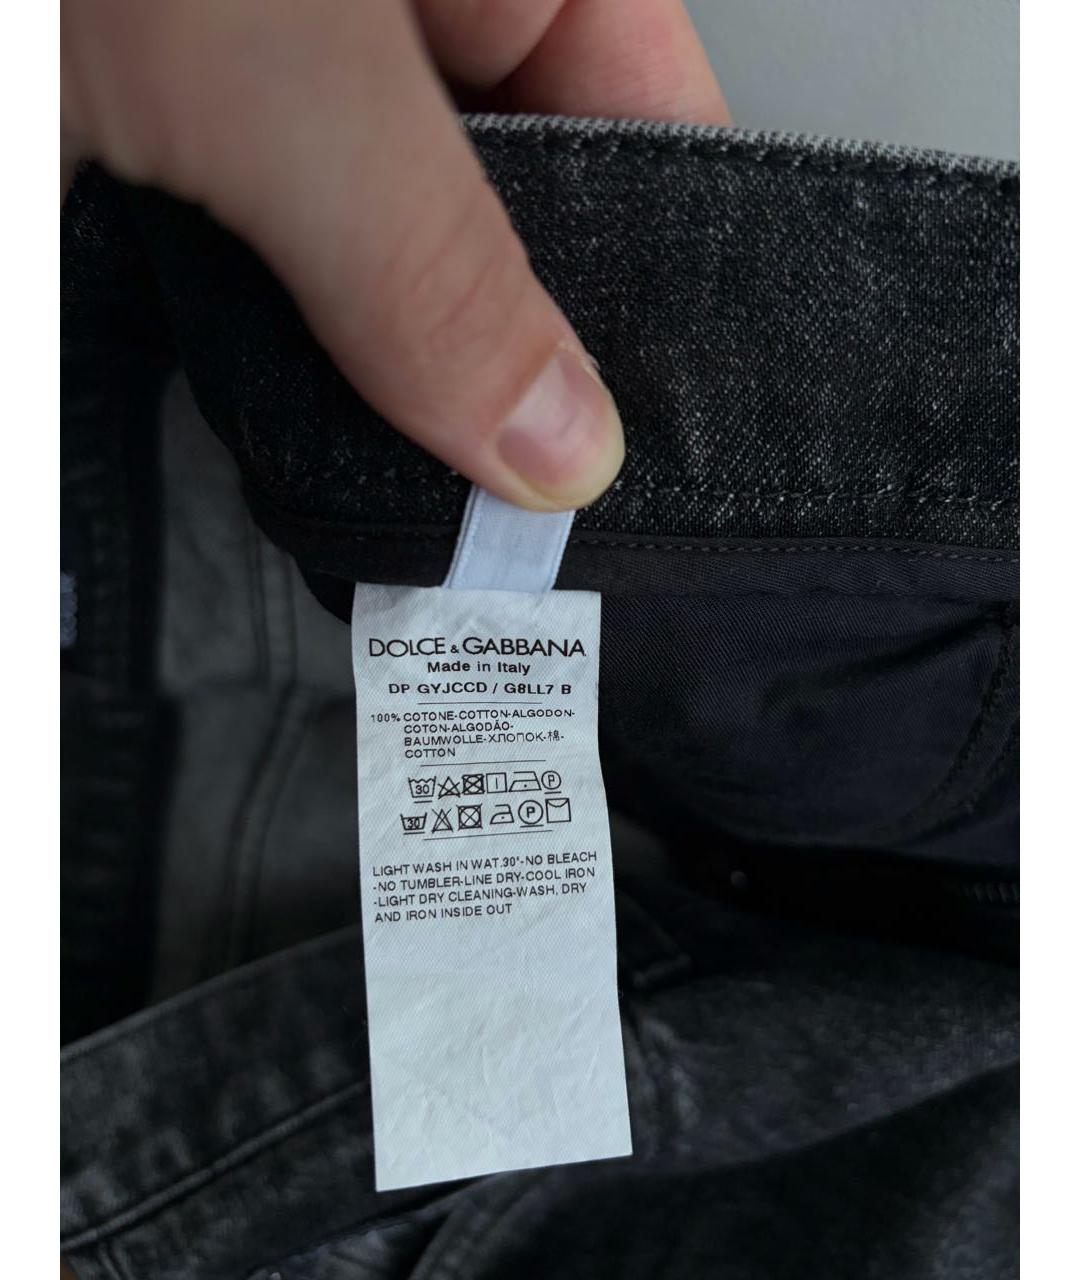 DOLCE & GABBANA
Made in Italy
DP GYJCCD / G8LL7 B
100% COTONE-COTTON-ALGODON-
COTON-ALGODÃO-
BAUMWOLLE-ХЛОПОК-棉-
COTTON
30 P
30 P
LIGHT WASH IN WAT.30°-NO BLEACH
-NO TUMBLER-LINE DRY-COOL IRON
-LIGHT DRY CLEANING-WASH, DRY
AND IRON INSIDE OUT